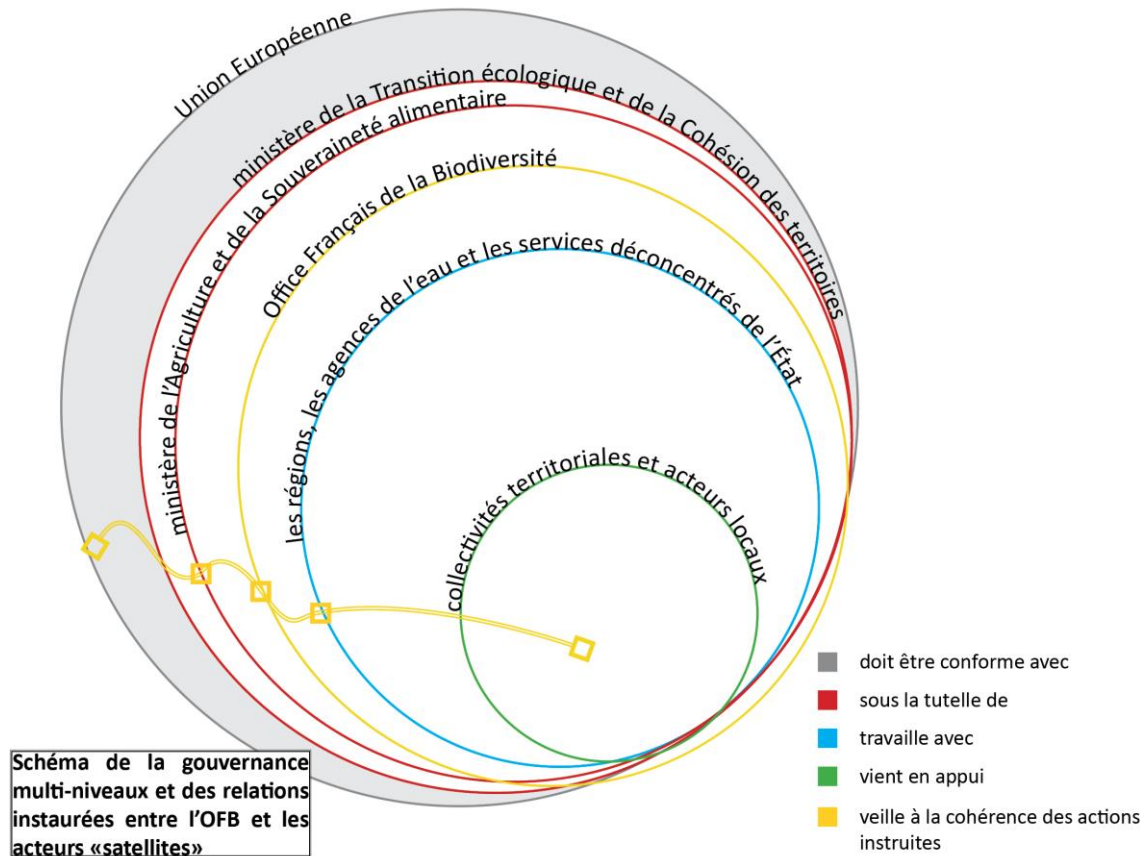 Union Européenne
ministère de la Transition écologique et de la Cohésion des territoires
ministère de l'Agriculture et de la Souveraineté alimentaire
Office Français de la Biodiversité
les régions, les agences de l'eau et les services déconcentrés de l'État
collectivités territoriales et acteurs locaux
doit être conforme avec
sous la tutelle de
travaille avec
vient en appui
veille à la cohérence des actions
instruites
Schéma de la gouvernance
multi-niveaux et des relations
instaurées entre l'OFB et les
acteurs «satellites»